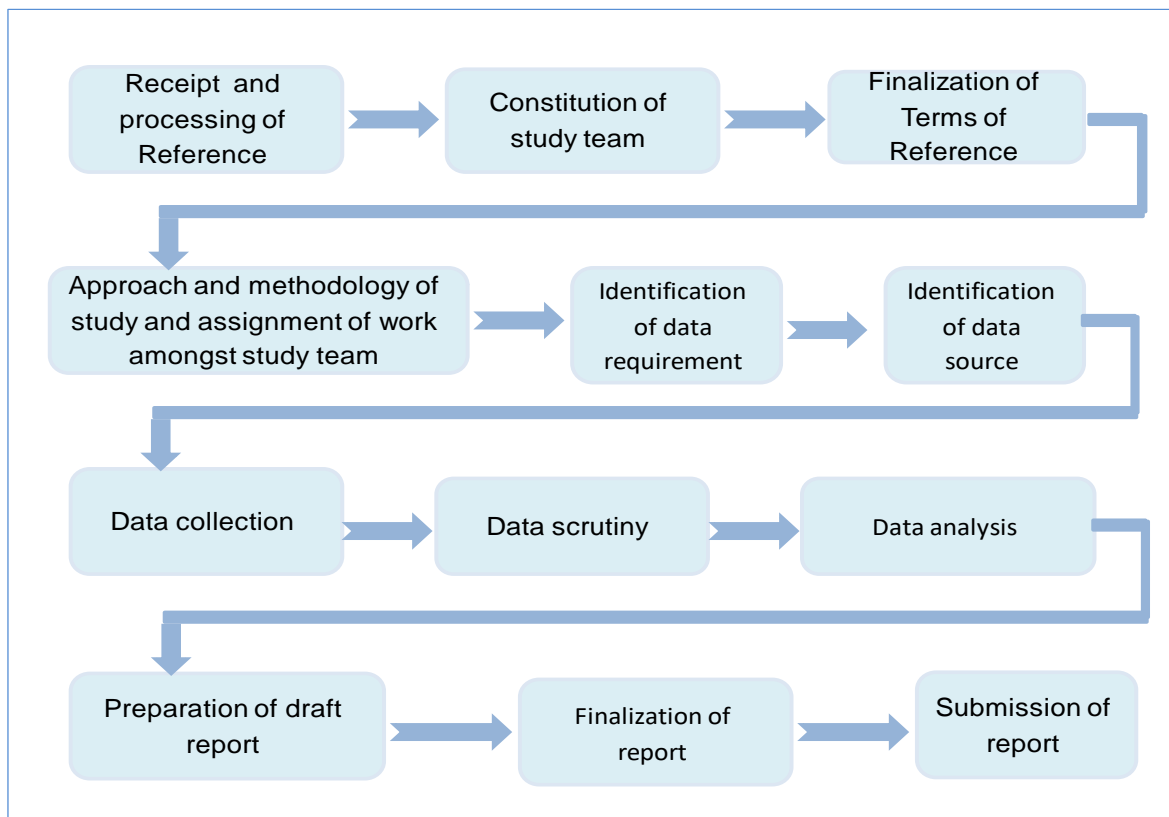 Receipt and
processing of
Reference
Constitution of
study team
Finalization of
Terms of
Reference
Approach and methodology of
study and assignment of work
amongst study team
Identification
of data
requirement
Identification
of data
source
Data collection
Data scrutiny
Data analysis
Preparation of draft
report
Finalization of
report
Submission of
report